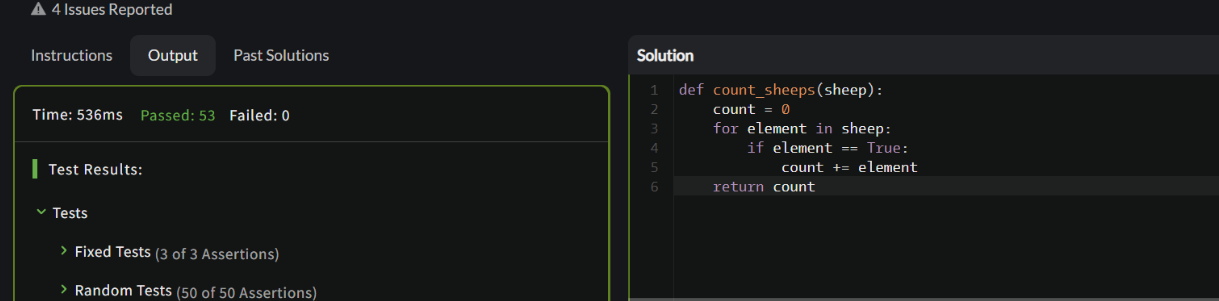 4 Issues Reported
Instructions Output Past Solutions
Time: 536ms Passed: 53 Failed: 0
Test Results:
Tests
Fixed Tests (3 of 3 Assertions)
Random Tests (50 of 50 Assertions)
Solution
1 def count_sheeps(sheep):
2     count = 0
3     for element in sheep:
4         if element == True:
5             count += element
6     return count